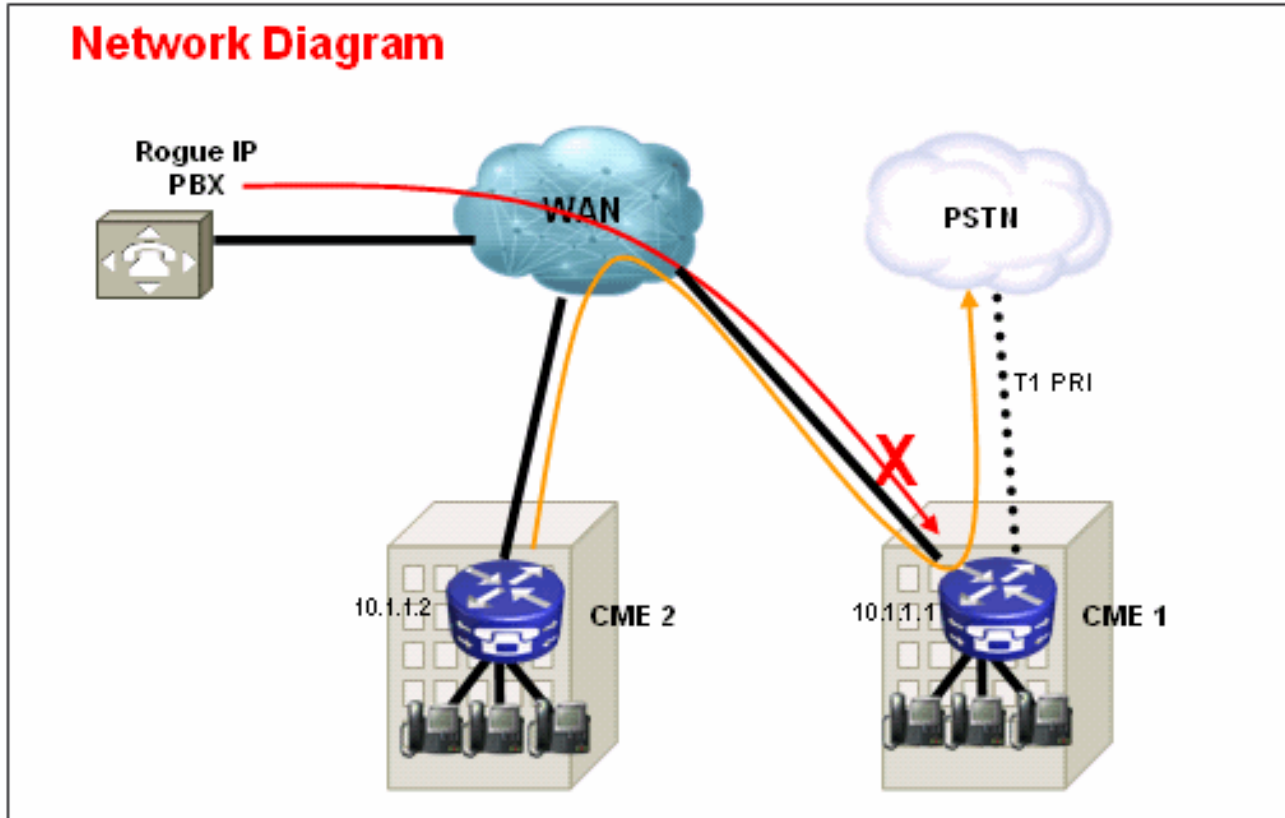 Network Diagram
Rogue IP
PBX
WAN
PSTN
T1 PRI
X
10.1.1.2
CME 2
10.1.1.1
CME 1